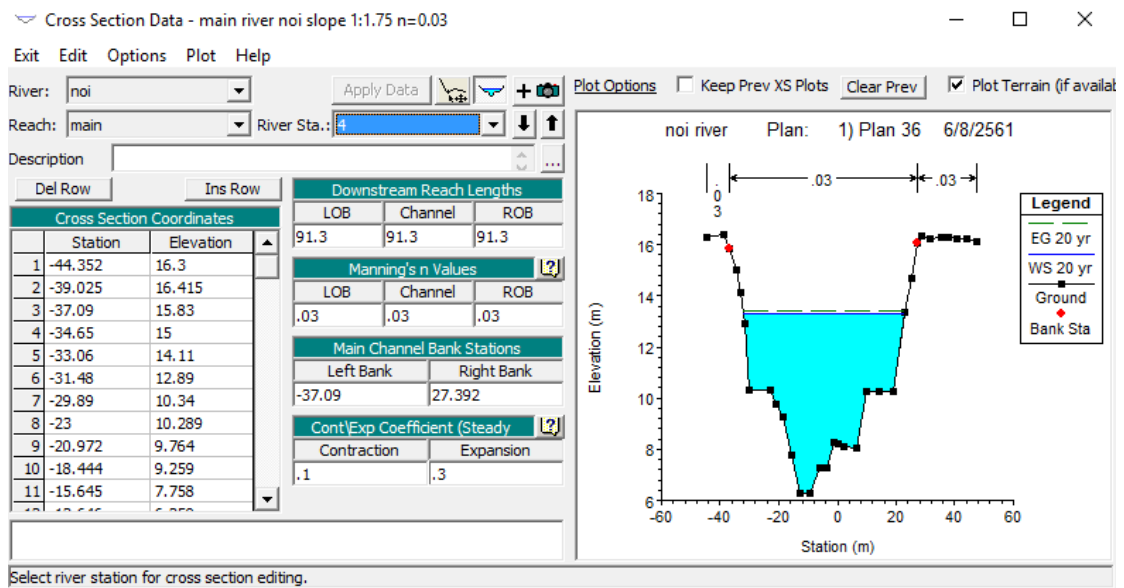 Cross Section Data - main river noi slope 1:1.75 n=0.03
Exit Edit Options Plot Help
River: noi
Apply Data
Plot Options Keep Prev XS Plots Clear Prev Plot Terrain (if availab
Reach: main River Sta.: 4
Description
...
Del Row Ins Row
Cross Section Coordinates
Station Elevation
1 -44.352 16.3
2 -39.025 16.415
3 -37.09 15.83
4 -34.65 15
5 -33.06 14.11
6 -31.48 12.89
7 -29.89 10.34
8 -23 10.289
9 -20.972 9.764
10 -18.444 9.259
11 -15.645 7.758
Downstream Reach Lengths
LOB Channel ROB
91.3 91.3 91.3
Manning's n Values
LOB Channel ROB
.03 .03 .03
Main Channel Bank Stations
Left Bank Right Bank
-37.09 27.392
Cont\Exp Coefficient (Steady
Contraction Expansion
.1 .3
noi river Plan: 1) Plan 36 6/8/2561
.03 .03 .03
18
16
14
12
10
8
6
Elevation (m)
-60 -40 -20 0 20 40 60
Station (m)
Legend
EG 20 yr
WS 20 yr
Ground
Bank Sta
Select river station for cross section editing.